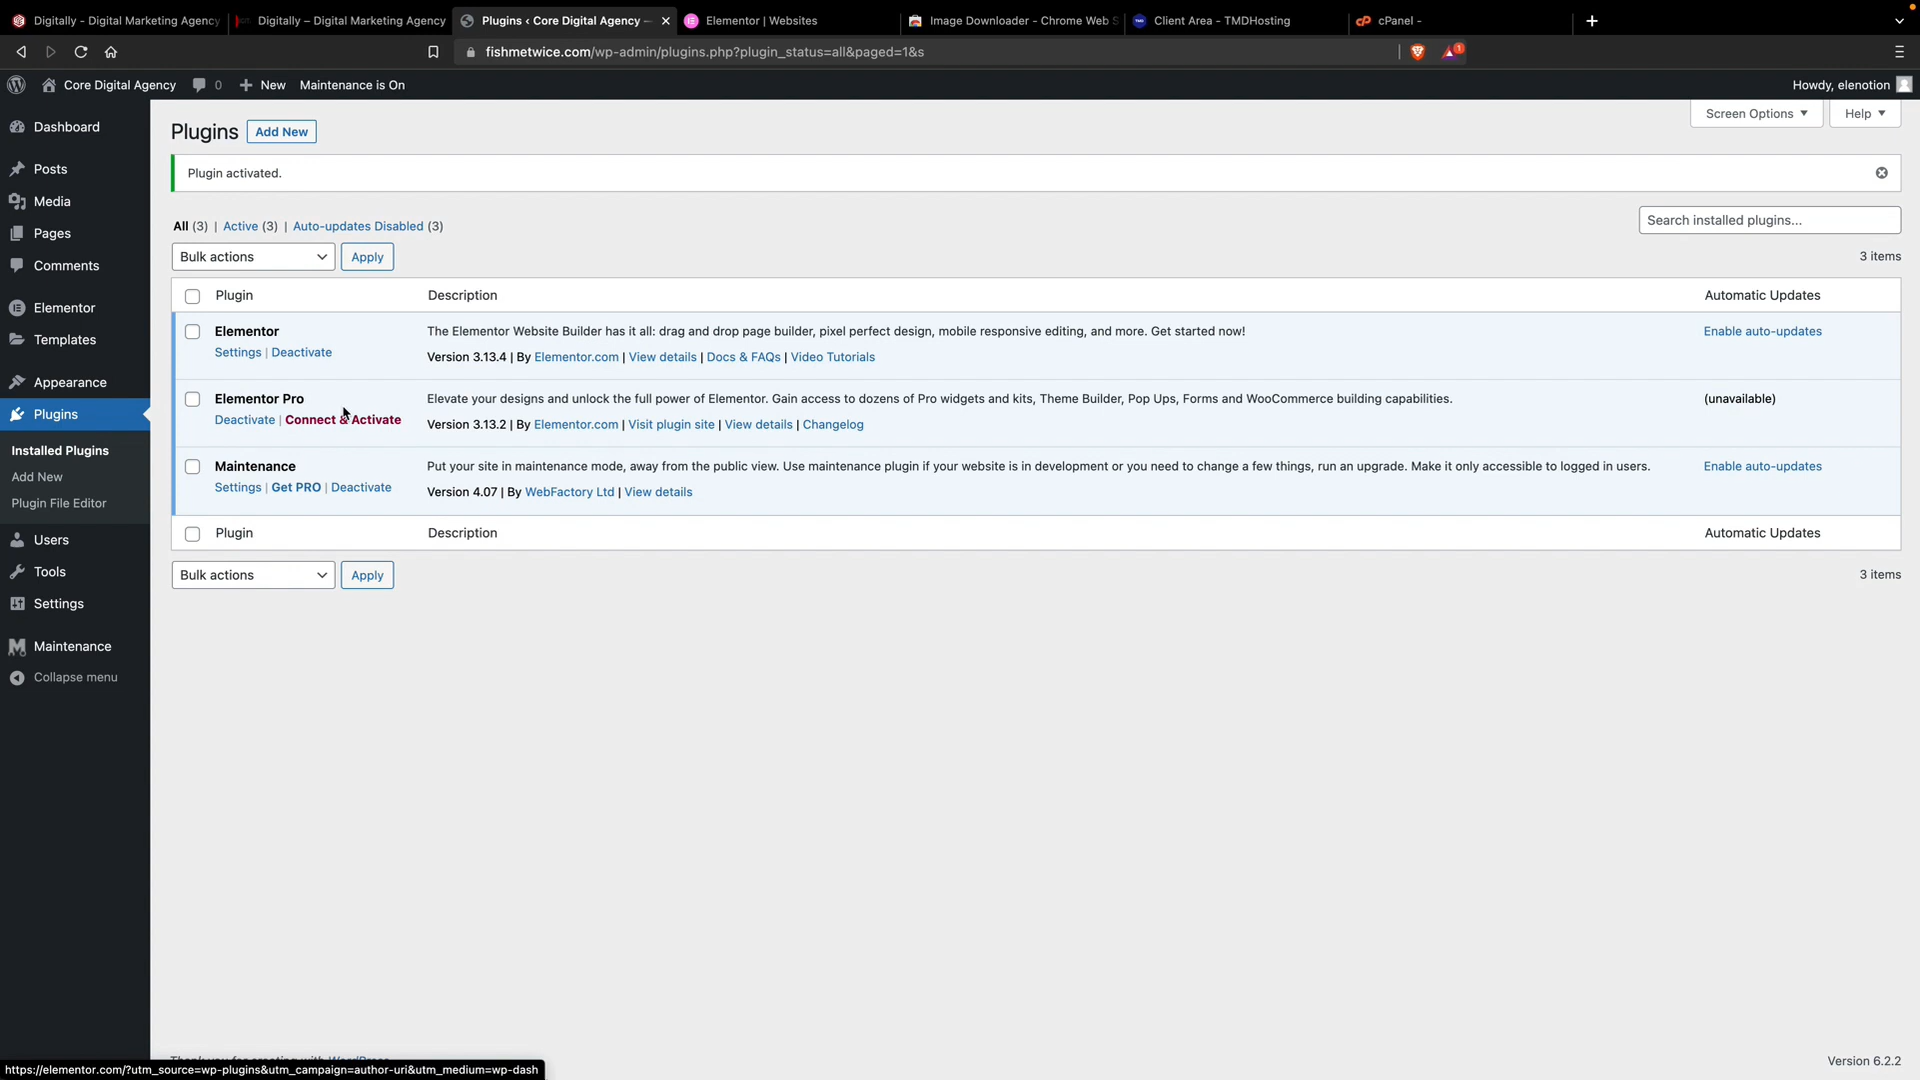 Digitally - Digital Marketing Agency
Digitally – Digital Marketing Agency
Plugins ‹ Core Digital Agency —
Elementor | Websites
Image Downloader - Chrome Web S
Client Area - TMDHosting
cPanel -
fishmetwice.com/wp-admin/plugins.php?plugin_status=all&paged=1&s
1
Core Digital Agency
0
New
Maintenance is On
Howdy, elenotion
Dashboard
Posts
Media
Pages
Comments
Elementor
Templates
Appearance
Plugins
Installed Plugins
Add New
Plugin File Editor
Users
Tools
Settings
Maintenance
Collapse menu
Screen Options
Help
Plugins
Add New
Plugin activated.
All (3) | Active (3) | Auto-updates Disabled (3)
Search installed plugins...
Bulk actions
Apply
3 items
Plugin
Description
Automatic Updates
Elementor
The Elementor Website Builder has it all: drag and drop page builder, pixel perfect design, mobile responsive editing, and more. Get started now!
Enable auto-updates
Settings | Deactivate
Version 3.13.4 | By Elementor.com | View details | Docs & FAQs | Video Tutorials
Elementor Pro
Elevate your designs and unlock the full power of Elementor. Gain access to dozens of Pro widgets and kits, Theme Builder, Pop Ups, Forms and WooCommerce building capabilities.
(unavailable)
Deactivate | Connect & Activate
Version 3.13.2 | By Elementor.com | Visit plugin site | View details | Changelog
Maintenance
Put your site in maintenance mode, away from the public view. Use maintenance plugin if your website is in development or you need to change a few things, run an upgrade. Make it only accessible to logged in users.
Enable auto-updates
Settings | Get PRO | Deactivate
Version 4.07 | By WebFactory Ltd | View details
Plugin
Description
Automatic Updates
Bulk actions
Apply
3 items
Thank you for creating with WordPress.
Version 6.2.2
https://elementor.com/?utm_source=wp-plugins&utm_campaign=author-uri&utm_medium=wp-dash